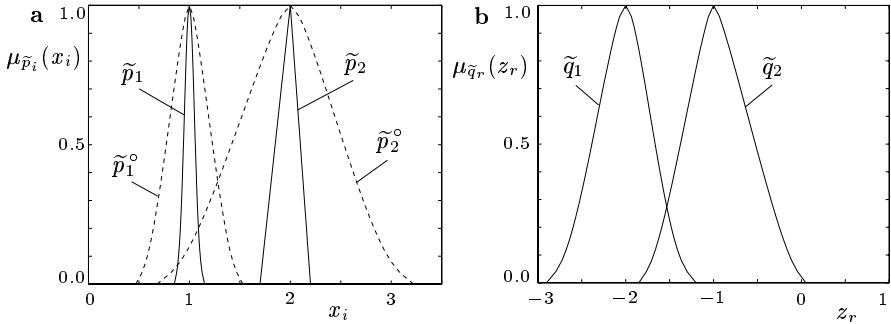 a
1.0
μ_{p̃_i}(x_i)
p̃_1
p̃_2
0.5
p̃_1°
p̃_2°
0.0
0 1 2 3
x_i
b
1.0
μ_{q̃_r}(z_r)
q̃_1
q̃_2
0.5
0.0
−3 −2 −1 0 1
z_r